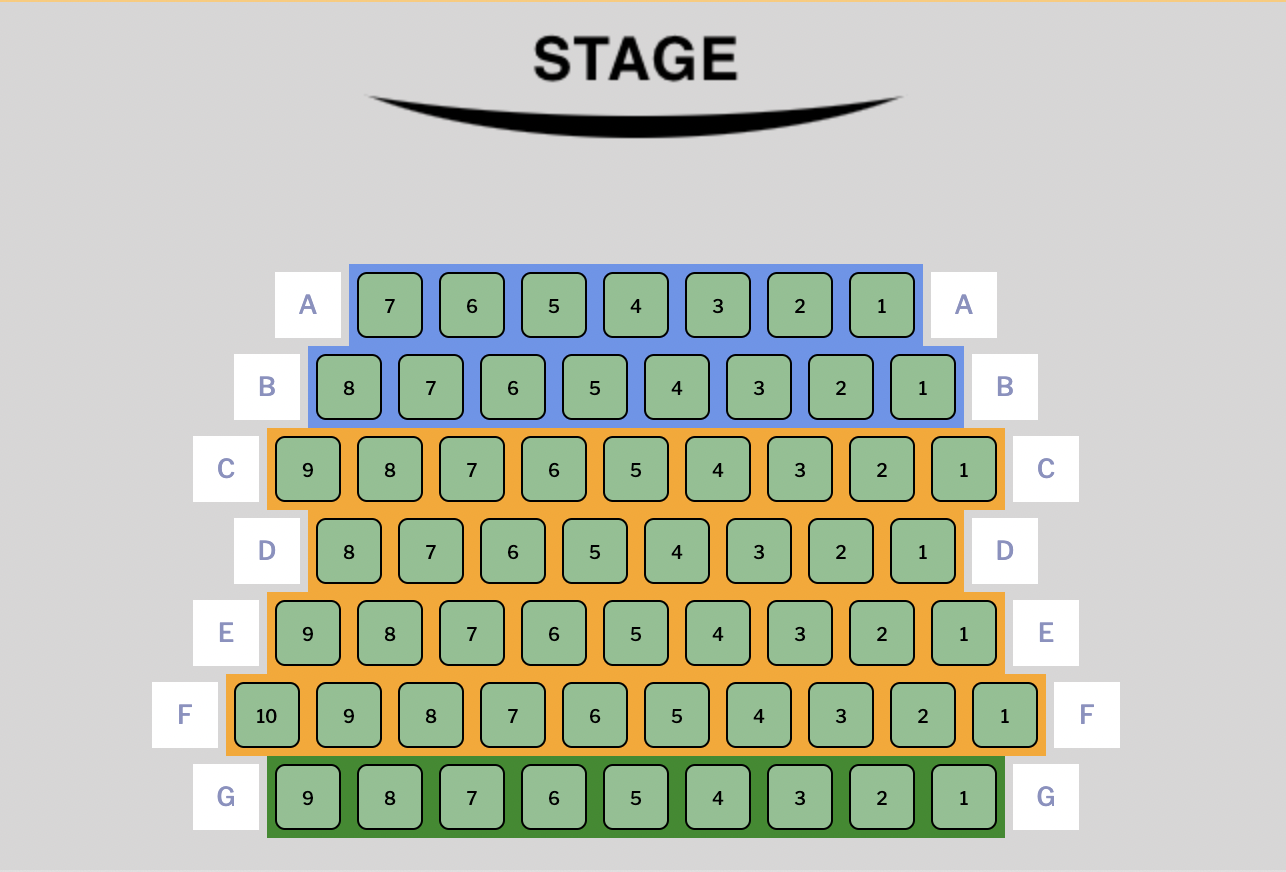 STAGE
A 7 6 5 4 3 2 1 A
B 8 7 6 5 4 3 2 1 B
C 9 8 7 6 5 4 3 2 1 C
D 8 7 6 5 4 3 2 1 D
E 9 8 7 6 5 4 3 2 1 E
F 10 9 8 7 6 5 4 3 2 1 F
G 9 8 7 6 5 4 3 2 1 G